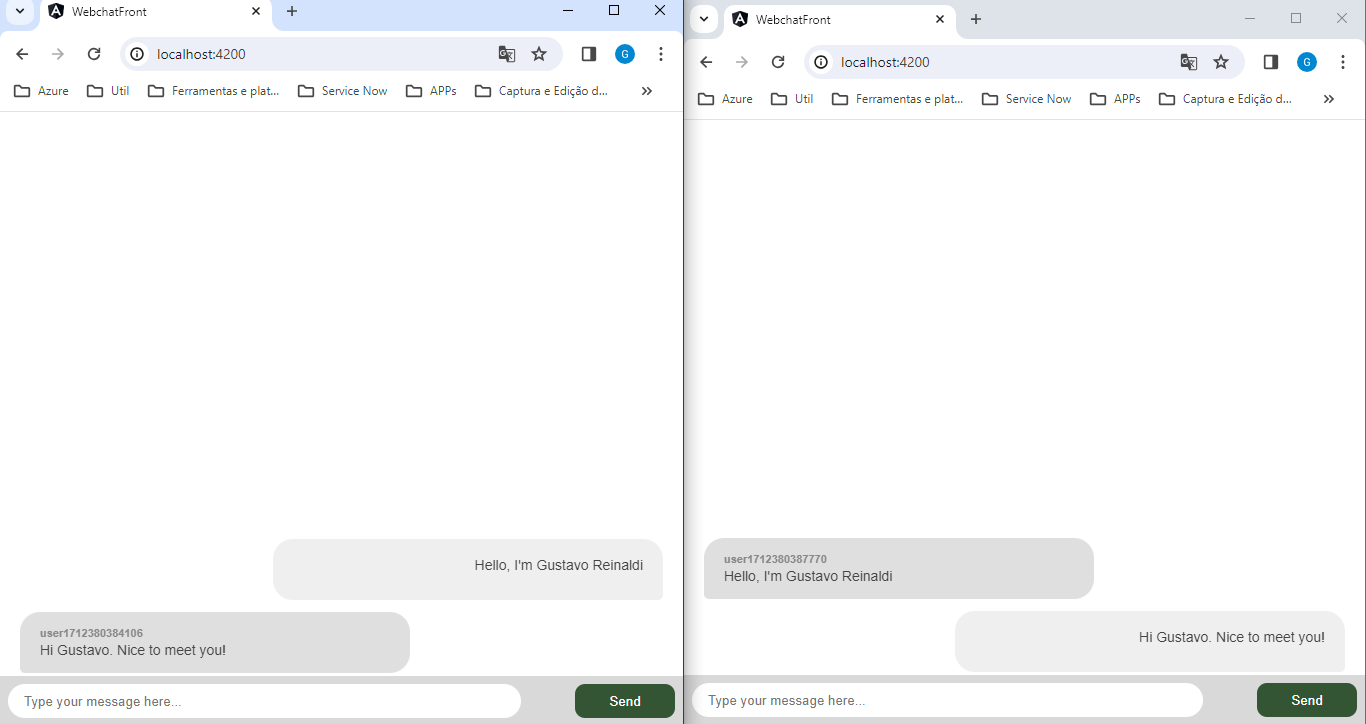 WebchatFront
localhost:4200
G
Azure
Util
Ferramentas e plat...
Service Now
APPs
Captura e Edição d...
Hello, I'm Gustavo Reinaldi
user1712380384106
Hi Gustavo. Nice to meet you!
Type your message here...
Send
WebchatFront
localhost:4200
G
Azure
Util
Ferramentas e plat...
Service Now
APPs
Captura e Edição d...
user1712380387770
Hello, I'm Gustavo Reinaldi
Hi Gustavo. Nice to meet you!
Type your message here...
Send